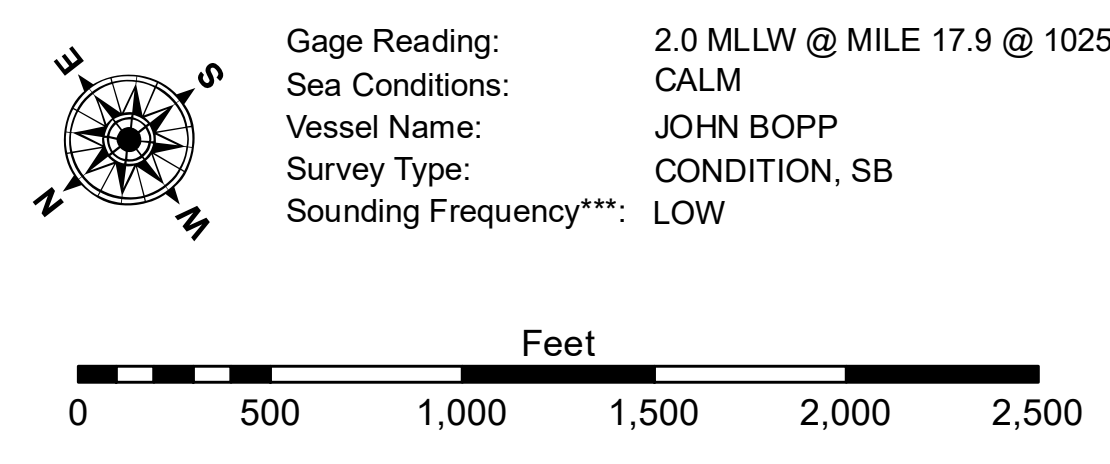 E
S
N
W
Gage Reading: 2.0 MLLW @ MILE 17.9 @ 1025
Sea Conditions: CALM
Vessel Name: JOHN BOPP
Survey Type: CONDITION, SB
Sounding Frequency***: LOW
Feet
0 500 1,000 1,500 2,000 2,500